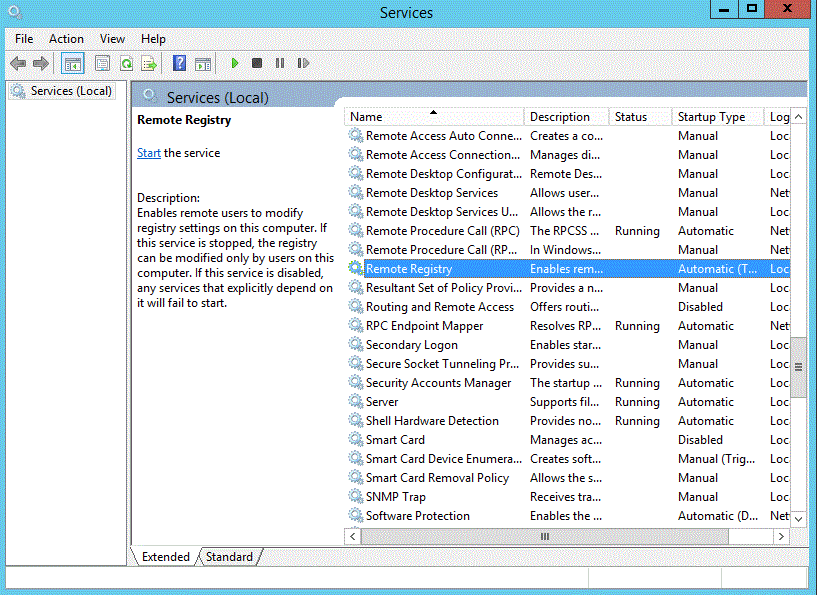 Services
File Action View Help
Services (Local)
Services (Local)
Remote Registry
Start the service
Description:
Enables remote users to modify
registry settings on this computer. If
this service is stopped, the registry
can be modified only by users on this
computer. If this service is disabled,
any services that explicitly depend on
it will fail to start.
Name Description Status Startup Type Log
Remote Access Auto Conne... Creates a co... Manual Loc
Remote Access Connection... Manages di... Manual Loc
Remote Desktop Configurat... Remote Des... Manual Loc
Remote Desktop Services Allows user... Manual Net
Remote Desktop Services U... Allows the r... Manual Loc
Remote Procedure Call (RPC) The RPCSS ... Running Automatic Net
Remote Procedure Call (RP... In Windows... Manual Net
Remote Registry Enables rem... Automatic (T... Loc
Resultant Set of Policy Provi... Provides a n... Manual Loc
Routing and Remote Access Offers routi... Disabled Loc
RPC Endpoint Mapper Resolves RP... Running Automatic Net
Secondary Logon Enables star... Manual Loc
Secure Socket Tunneling Pr... Provides su... Manual Loc
Security Accounts Manager The startup ... Running Automatic Loc
Server Supports fil... Running Automatic Loc
Shell Hardware Detection Provides no... Running Automatic Loc
Smart Card Manages ac... Disabled Loc
Smart Card Device Enumera... Creates soft... Manual (Trig... Loc
Smart Card Removal Policy Allows the s... Manual Loc
SNMP Trap Receives tra... Manual Loc
Software Protection Enables the ... Automatic (D... Net
Extended Standard